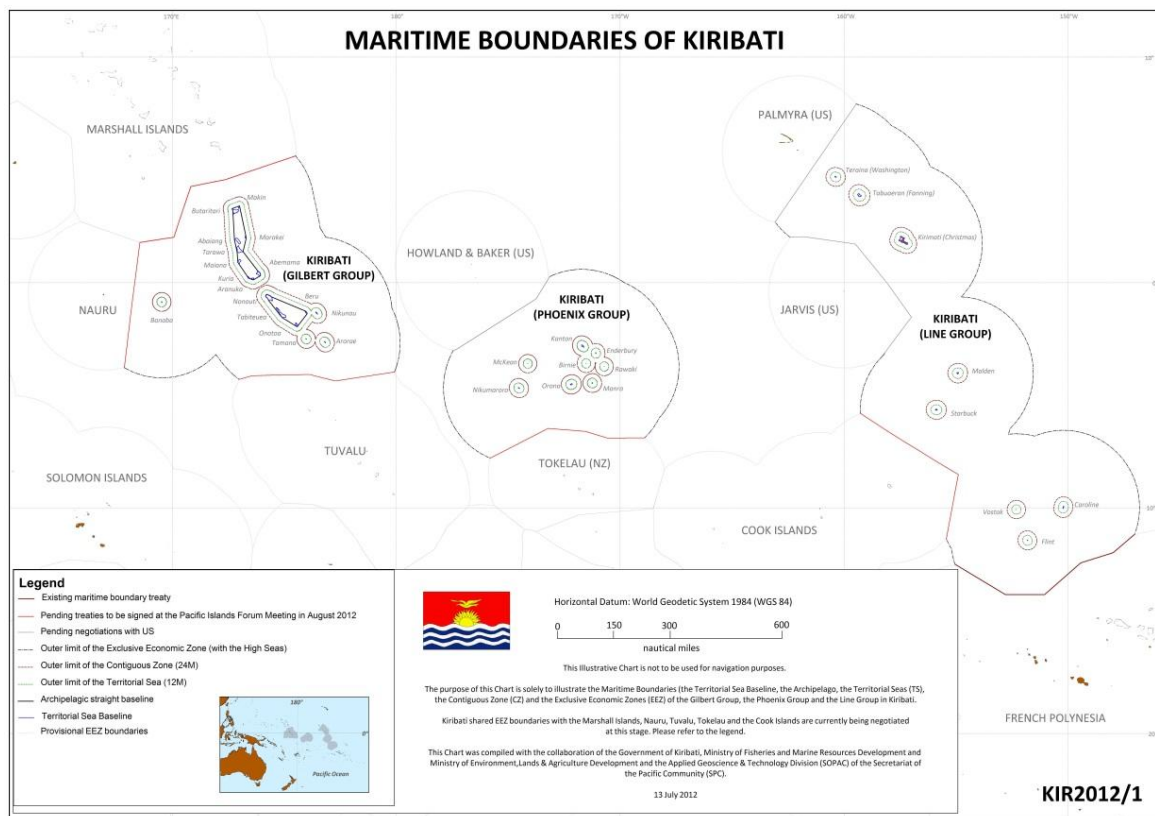 170°E
180°
170°W
160°W
150°W
MARITIME BOUNDARIES OF KIRIBATI
10°
PALMYRA (US)
MARSHALL ISLANDS
Teraina (Washington)
Tabuaeran (Fanning)
Makin
Butaritari
Kiritimati (Christmas)
Abaiang
Marakei
Tarawa
HOWLAND & BAKER (US)
Maiana
Abemama
KIRIBATI
(GILBERT GROUP)
Kuria
0°
Aranuka
Nonouti
Beru
KIRIBATI
(PHOENIX GROUP)
NAURU
JARVIS (US)
Nikunau
Banaba
Tabiteuea
KIRIBATI
(LINE GROUP)
Onotoa
Kanton
Tamana
Arorae
Enderbury
McKean
Birnie
Rawaki
Malden
Nikumaroro
Orona
Manra
Starbuck
TUVALU
TOKELAU (NZ)
SOLOMON ISLANDS
Vostok
Caroline
10°
COOK ISLANDS
Flint
Legend
Existing maritime boundary treaty
Pending treaties to be signed at the Pacific Islands Forum Meeting in August 2012
Pending negotiations with US
Outer limit of the Exclusive Economic Zone (with the High Seas)
Outer limit of the Contiguous Zone (24M)
Outer limit of the Territorial Sea (12M)
Archipelagic straight baseline
Territorial Sea Baseline
Provisional EEZ boundaries
180°
0°
Pacific Ocean
Horizontal Datum: World Geodetic System 1984 (WGS 84)
0 150 300 600
nautical miles
This Illustrative Chart is not to be used for navigation purposes.
The purpose of this Chart is solely to illustrate the Maritime Boundaries (the Territorial Sea Baseline, the Archipelago, the Territorial Seas (TS),
the Contiguous Zone (CZ) and the Exclusive Economic Zones (EEZ) of the Gilbert Group, the Phoenix Group and the Line Group in Kiribati.
Kiribati shared EEZ boundaries with the Marshall Islands, Nauru, Tuvalu, Tokelau and the Cook Islands are currently being negotiated
at this stage. Please refer to the legend.
This Chart was compiled with the collaboration of the Government of Kiribati, Ministry of Fisheries and Marine Resources Development and
Ministry of Environment,Lands & Agriculture Development and the Applied Geoscience & Technology Division (SOPAC) of the Secretariat of
the Pacific Community (SPC).
13 July 2012
FRENCH POLYNESIA
KIR2012/1